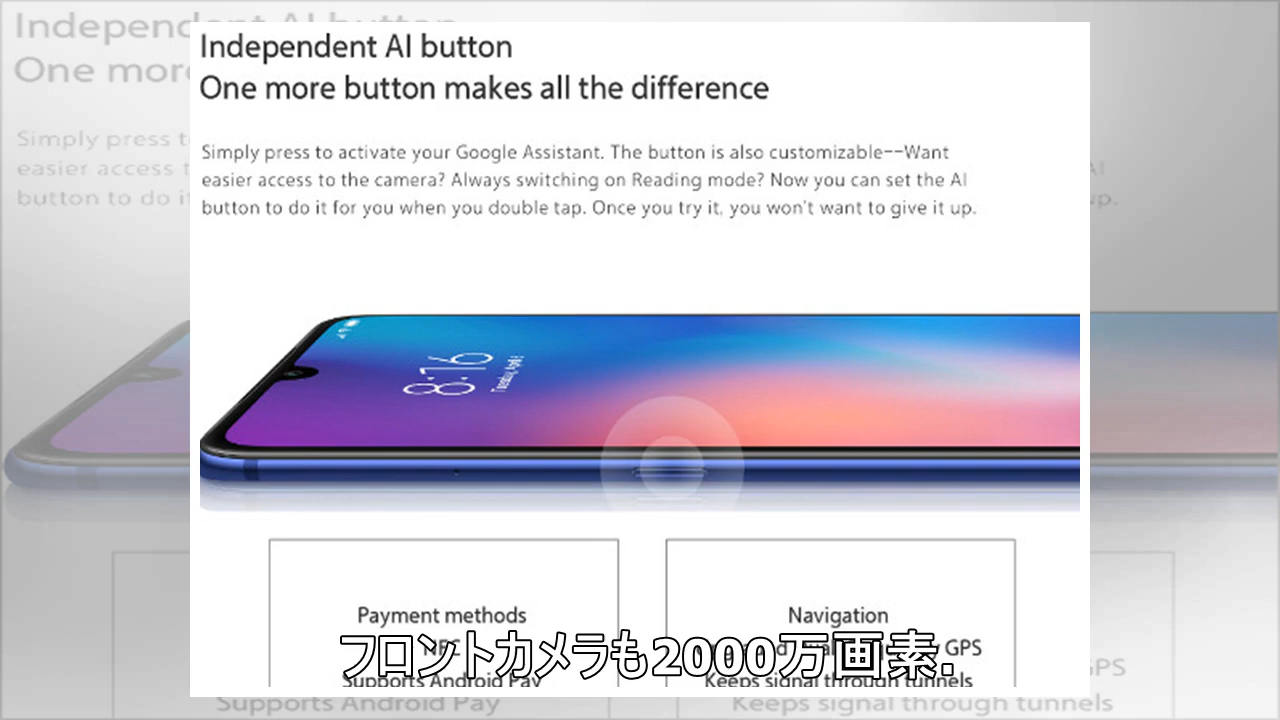 Independent AI button
One more button makes all the difference
Simply press to activate your Google Assistant. The button is also customizable--Want
easier access to the camera? Always switching on Reading mode? Now you can set the AI
button to do it for you when you double tap. Once you try it, you won't want to give it up.
8:16
Payment methods
Navigation
NFC
GPS
フロントカメラも2000万画素.
Supports Android Pay
Keeps signal through tunnels